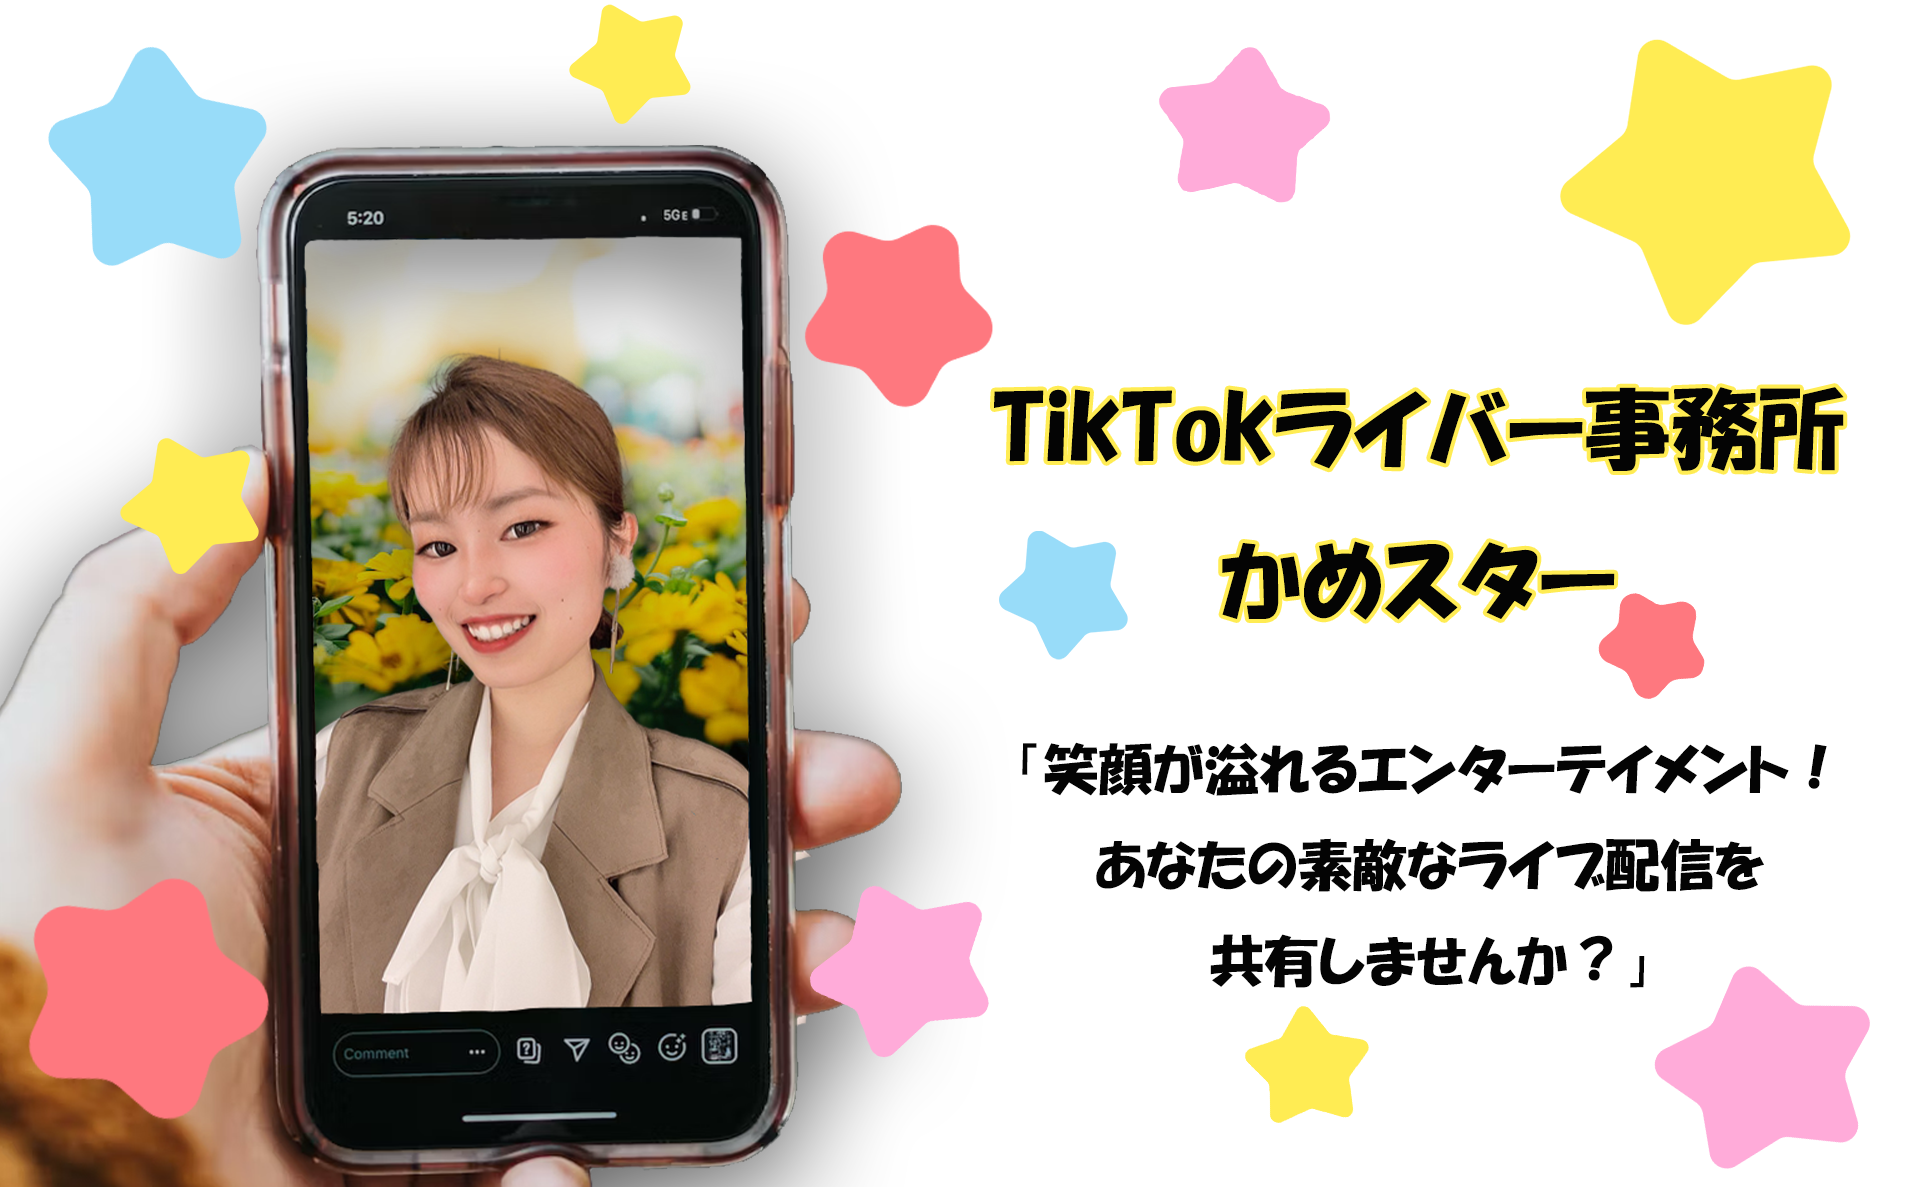 5:20
5GE
TikTokライバー事務所
かめスター
「笑顔が溢れるエンターテイメント！
あなたの素敵なライブ配信を
共有しませんか？」
Comment